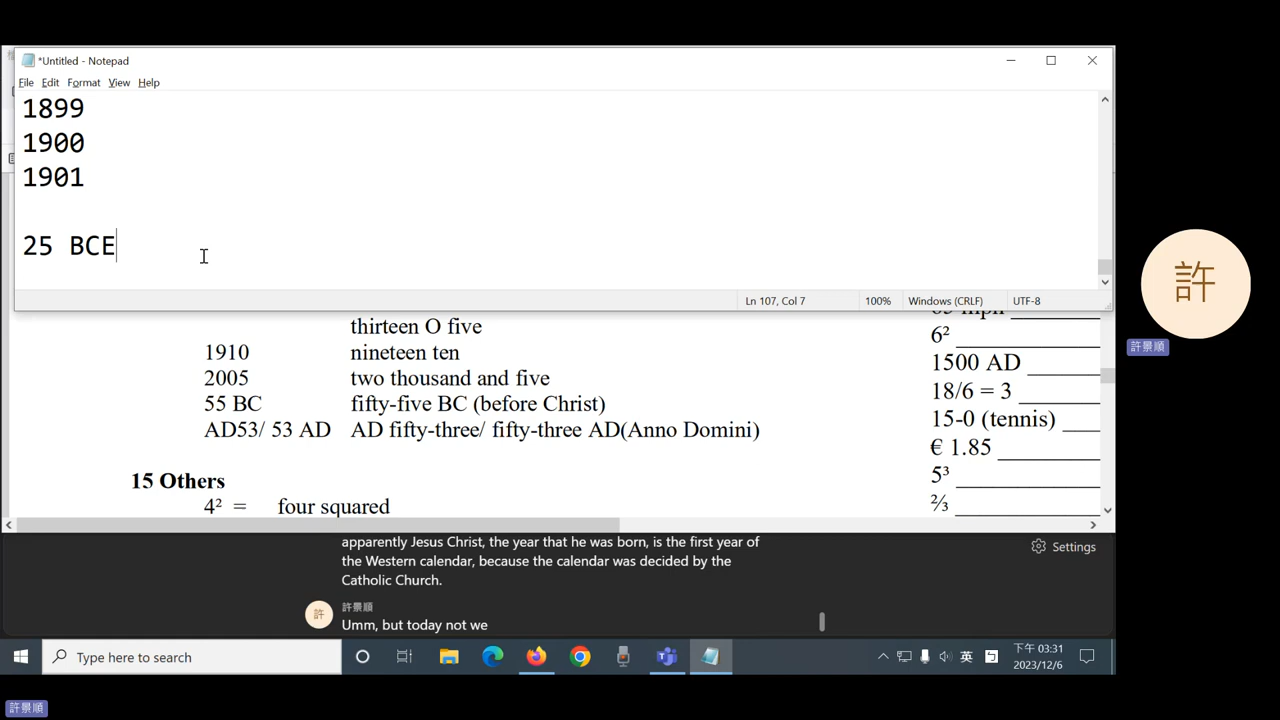 *Untitled - Notepad
File Edit Format View Help
1899
1900
1901
25 BCE
Ln 107, Col 7 100% Windows (CRLF) UTF-8
thirteen O five
1910 nineteen ten
2005 two thousand and five
55 BC fifty-five BC (before Christ)
AD53/ 53 AD AD fifty-three/ fifty-three AD(Anno Domini)
15 Others
4² = four squared
65 mph
6²
1500 AD
18/6 = 3
15-0 (tennis)
€ 1.85
5³
⅔
apparently Jesus Christ, the year that he was born, is the first year of
the Western calendar, because the calendar was decided by the
Catholic Church.
許 許景順
Umm, but today not we
Settings
許
許景順
Type here to search
英
下午 03:31
2023/12/6
許景順